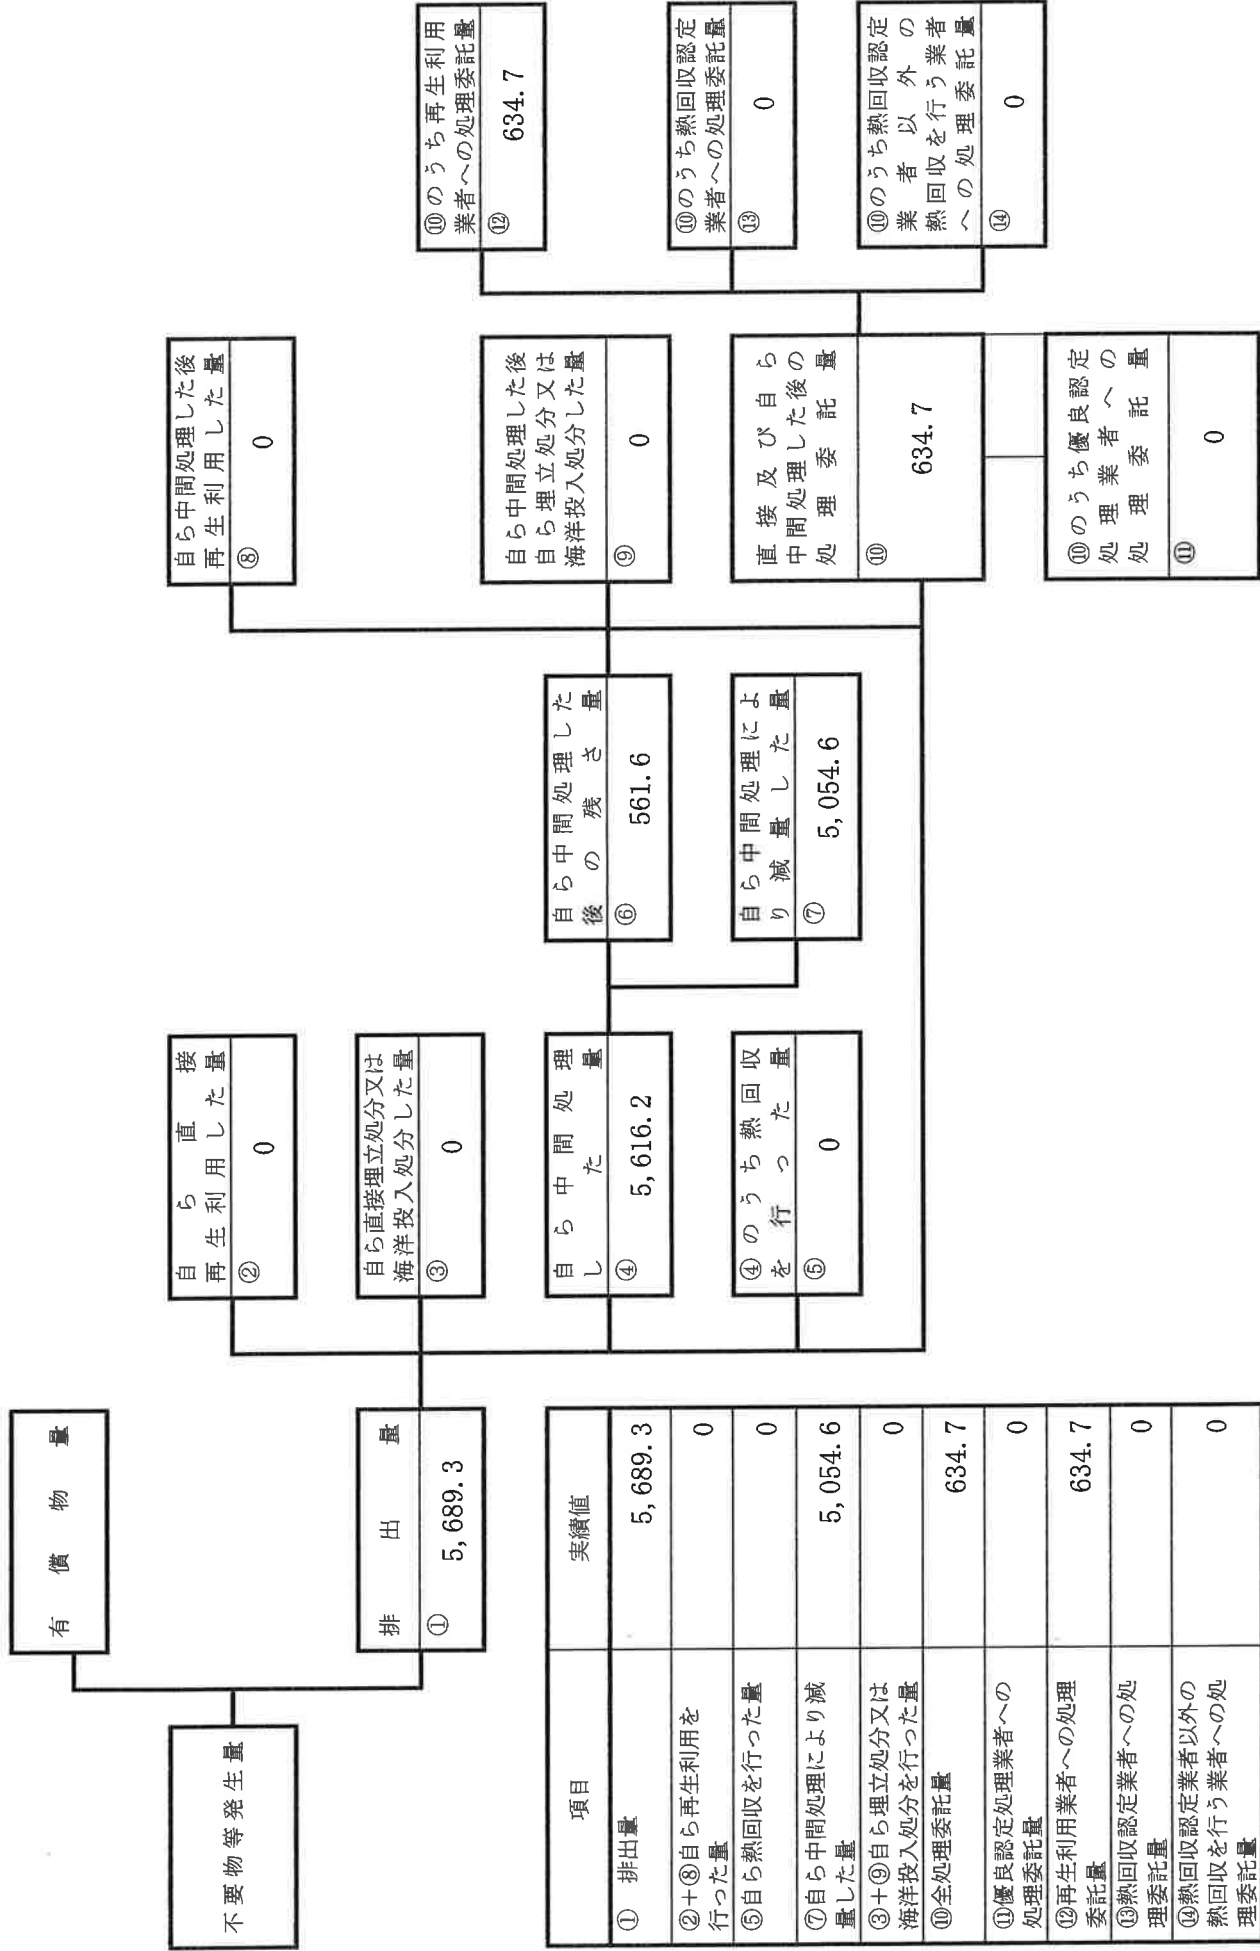 有償物量
不要物等発生量
排出量
① 5,689.3
自ら直接
再生利用した量
② 0
自ら直接埋立処分又は
海洋投入処分した量
③ 0
自ら中間処理
した量
④ 5,616.2
④のうち熱回収
を行った量
⑤ 0
自ら中間処理した
後の残さ量
⑥ 561.6
自ら中間処理によ
り減量した量
⑦ 5,054.6
自ら中間処理した後
再生利用した量
⑧ 0
自ら中間処理した後
自ら埋立処分又は
海洋投入処分した量
⑨ 0
直接及び自ら
中間処理した後の
処理委託量
⑩ 634.7
⑩のうち優良認定
処理業者への
処理委託量
⑪ 0
⑩のうち再生利用
業者への処理委託量
⑫ 634.7
⑩のうち熱回収認定
業者への処理委託量
⑬ 0
⑩のうち熱回収認定
業者以外の
熱回収を行う業者
への処理委託量
⑭ 0
項目 実績値
① 排出量 5,689.3
②+⑧自ら再生利用を
行った量 0
⑤自ら熱回収を行った量 0
⑦自ら中間処理により減
量した量 5,054.6
③+⑨自ら埋立処分又は
海洋投入処分を行った量 0
⑩全処理委託量 634.7
⑪優良認定処理業者への
処理委託量 0
⑫再生利用業者への処理
委託量 634.7
⑬熱回収認定業者への処
理委託量 0
⑭熱回収認定業者以外の
熱回収を行う業者への処
理委託量 0